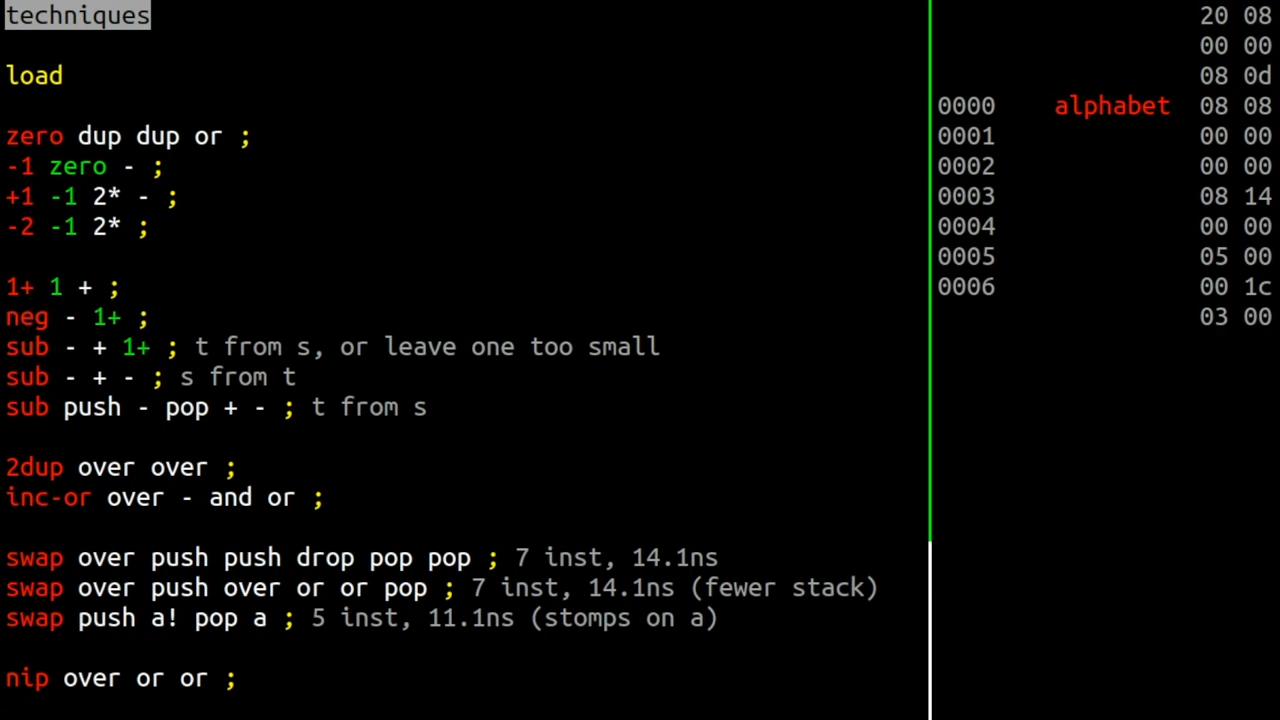 techniques
load
zero dup dup or ;
-1 zero - ;
+1 -1 2* - ;
-2 -1 2* ;
1+ 1 + ;
neg - 1+ ;
sub - + 1+ ; t from s, or leave one too small
sub - + - ; s from t
sub push - pop + - ; t from s
2dup over over ;
inc-or over - and or ;
swap over push push drop pop pop ; 7 inst, 14.1ns
swap over push over or or pop ; 7 inst, 14.1ns (fewer stack)
swap push a! pop a ; 5 inst, 11.1ns (stomps on a)
nip over or or ;
20 08
00 00
08 0d
0000 alphabet 08 08
0001 00 00
0002 00 00
0003 08 14
0004 00 00
0005 05 00
0006 00 1c
03 00